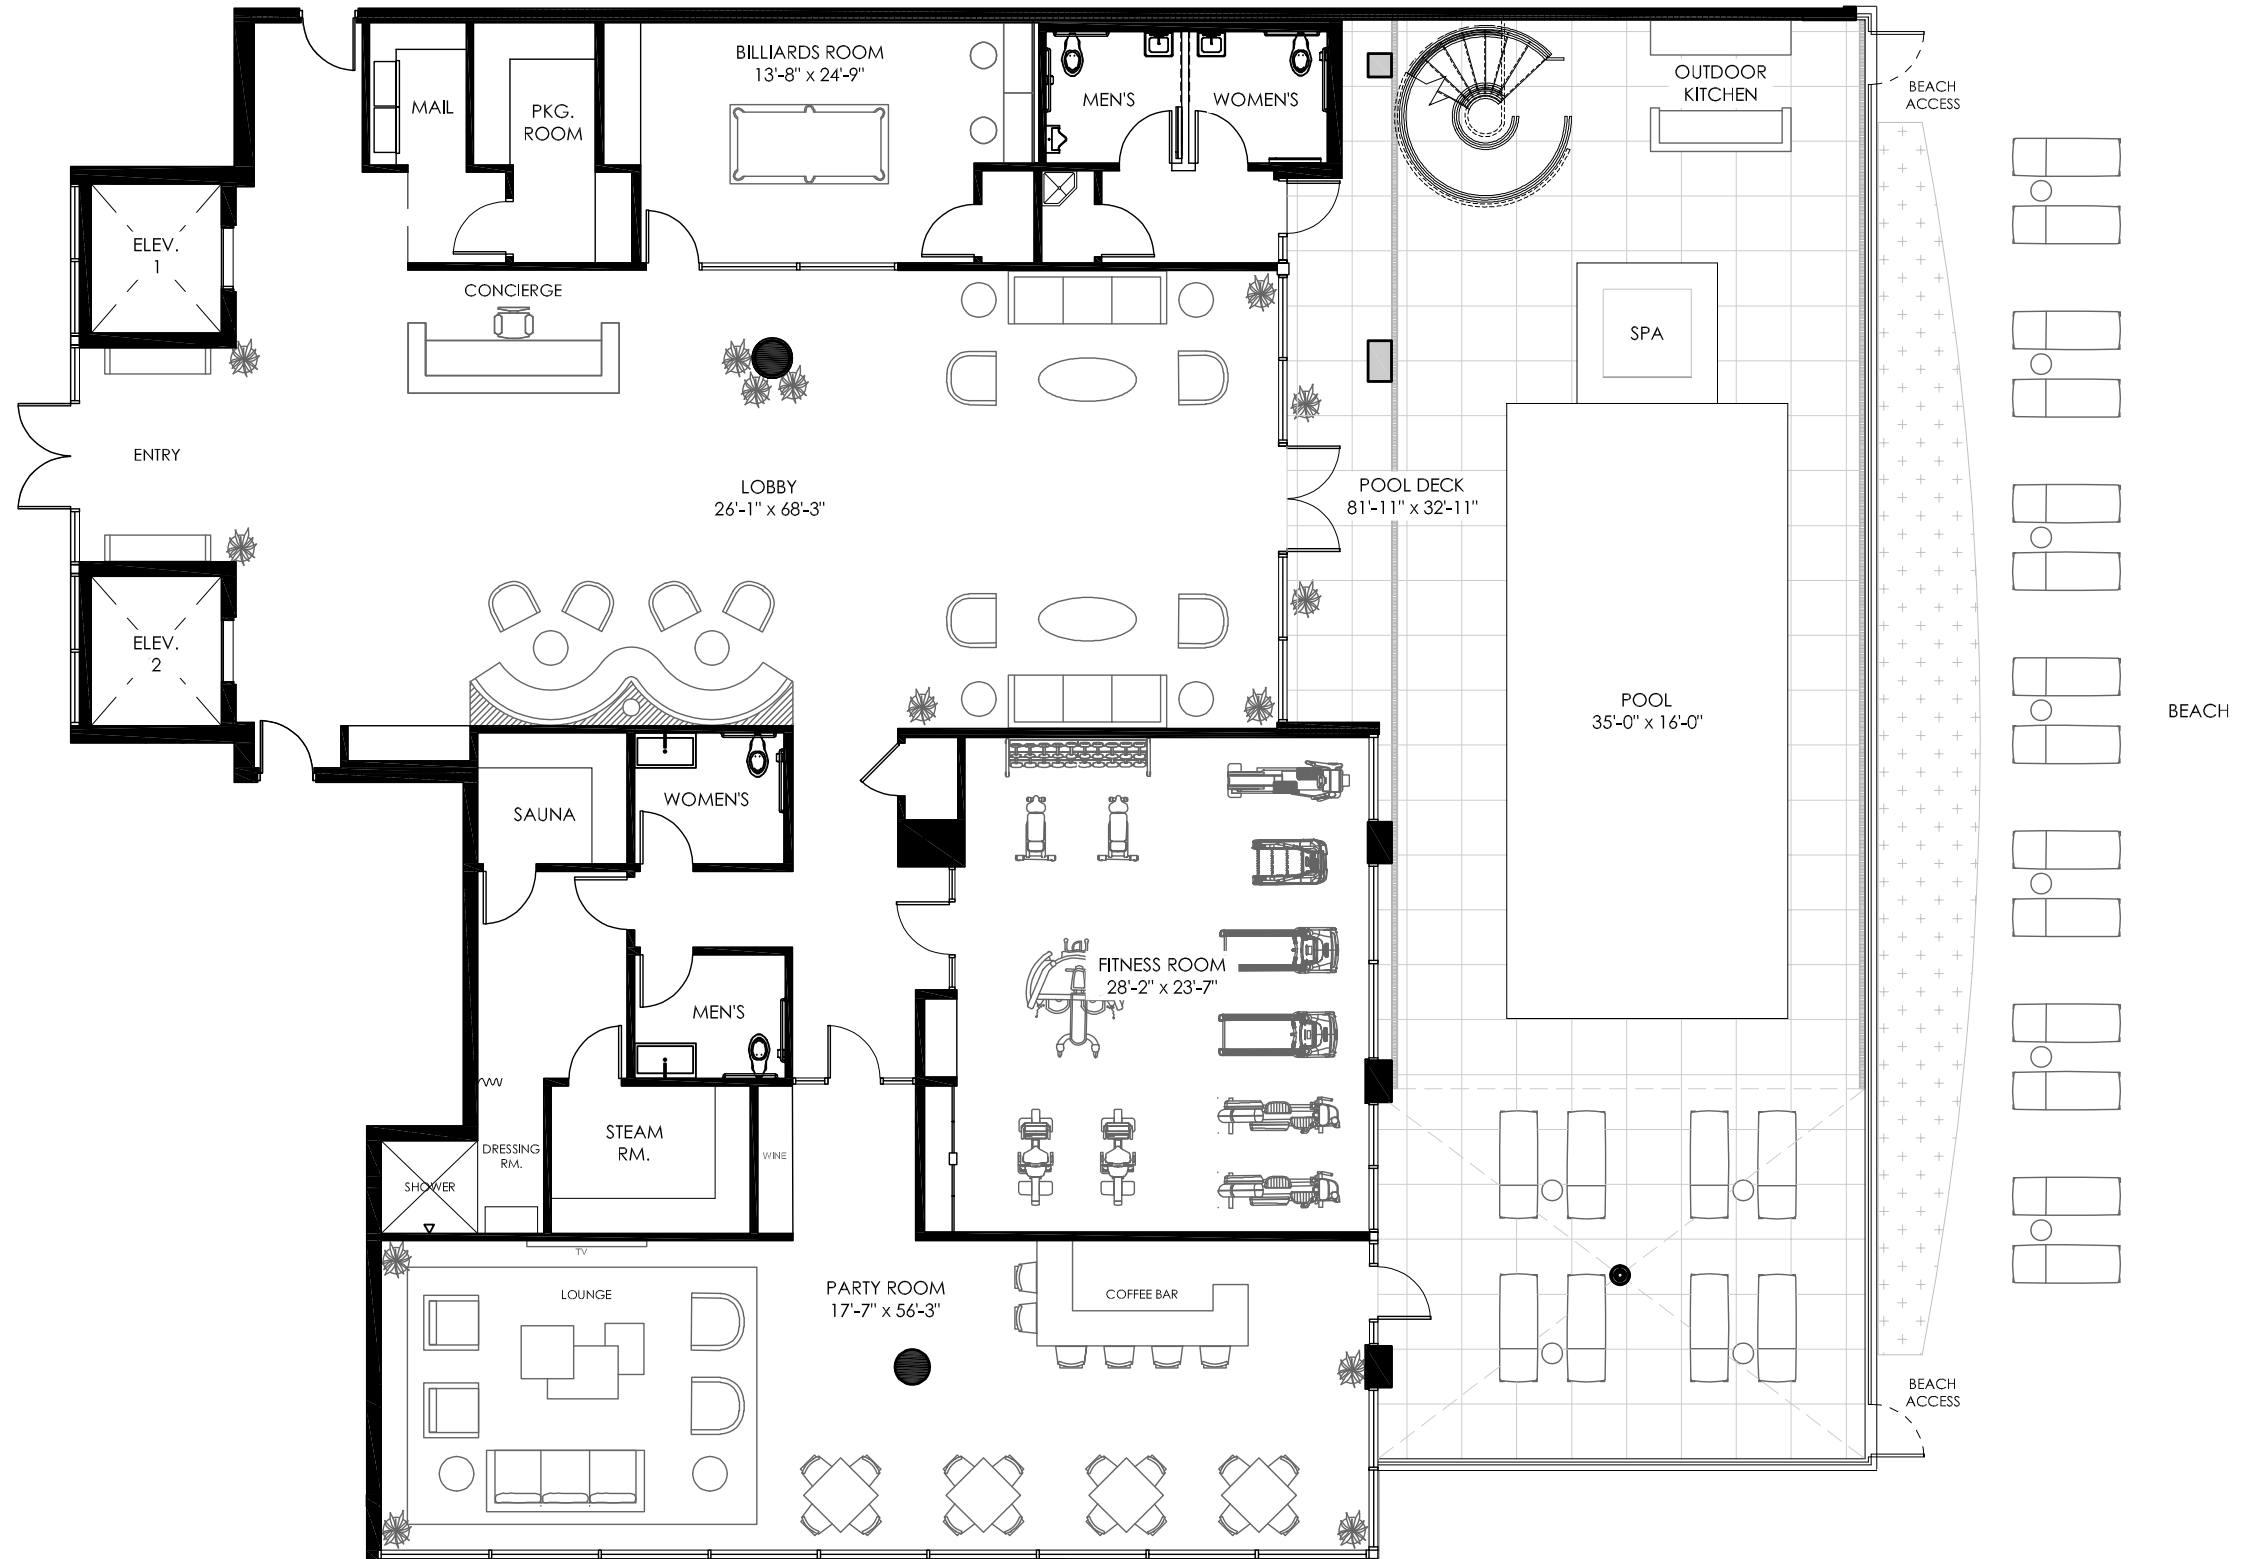 BILLIARDS ROOM
13'-8" x 24'-9"
MAIL
PKG.
ROOM
MEN'S
WOMEN'S
OUTDOOR
KITCHEN
BEACH
ACCESS
ELEV.
1
CONCIERGE
SPA
ENTRY
LOBBY
26'-1" x 68'-3"
POOL DECK
81'-11" x 32'-11"
ELEV.
2
POOL
35'-0" x 16'-0"
BEACH
SAUNA
WOMEN'S
FITNESS ROOM
28'-2" x 23'-7"
MEN'S
STEAM
RM.
DRESSING
RM.
WINE
SHOWER
TV
LOUNGE
PARTY ROOM
17'-7" x 56'-3"
COFFEE BAR
BEACH
ACCESS